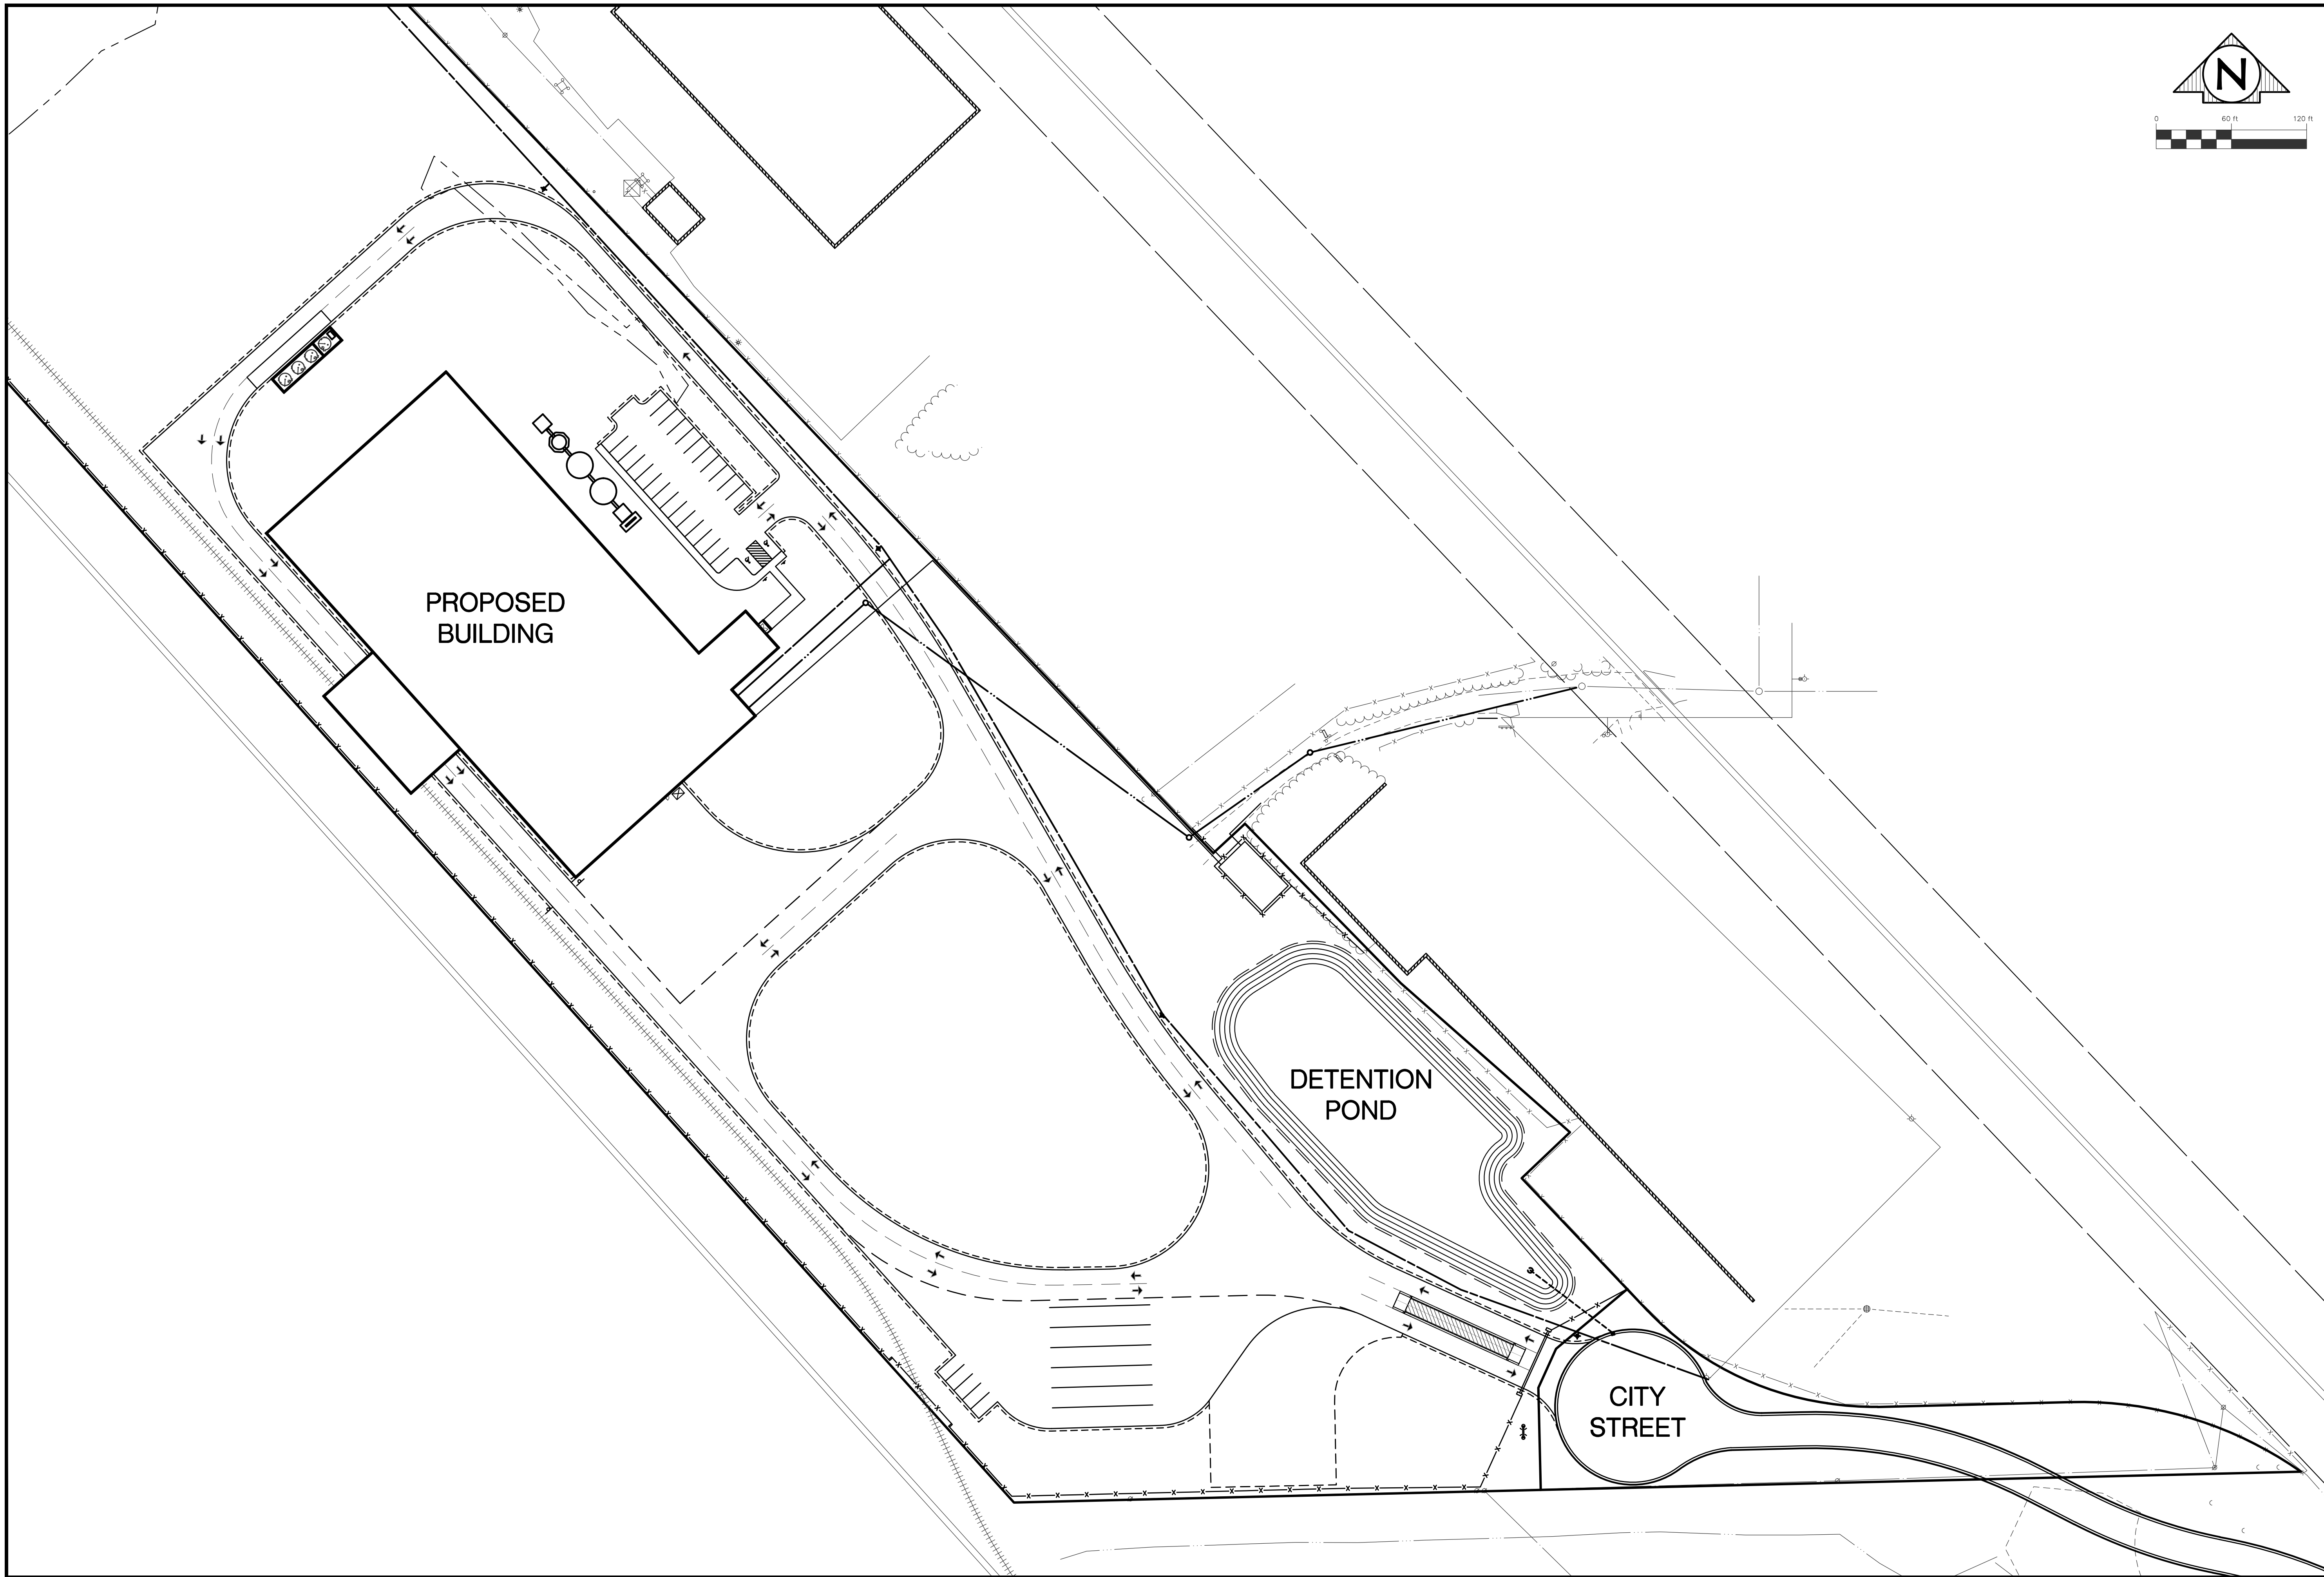 N
0 60 ft 120 ft
PROPOSED
BUILDING
DETENTION
POND
CITY
STREET